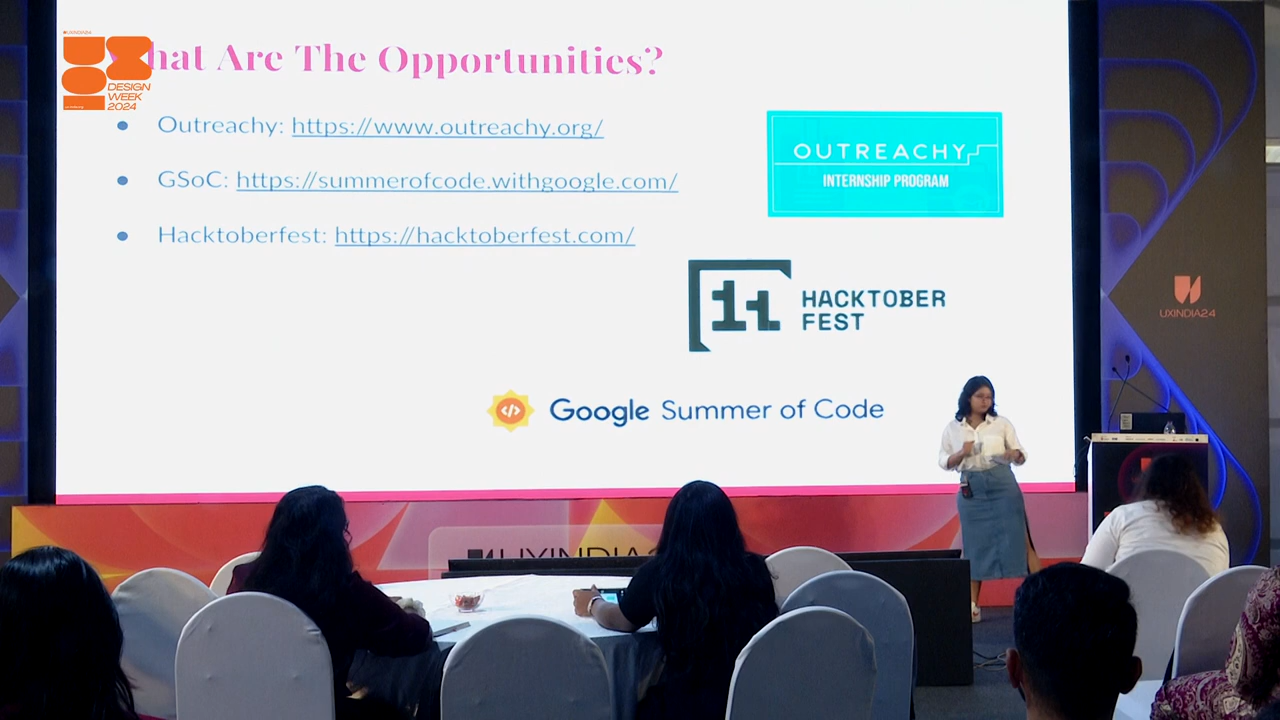 UXINDIA24
DESIGN
WEEK
2024
hat Are The Opportunities?
Outreachy: https://www.outreachy.org/
GSoC: https://summerofcode.withgoogle.com/
Hacktoberfest: https://hacktoberfest.com/
OUTREACHY
INTERNSHIP PROGRAM
HACKTOBER
FEST
</> Google Summer of Code
UXINDIA24
UXINDIA2